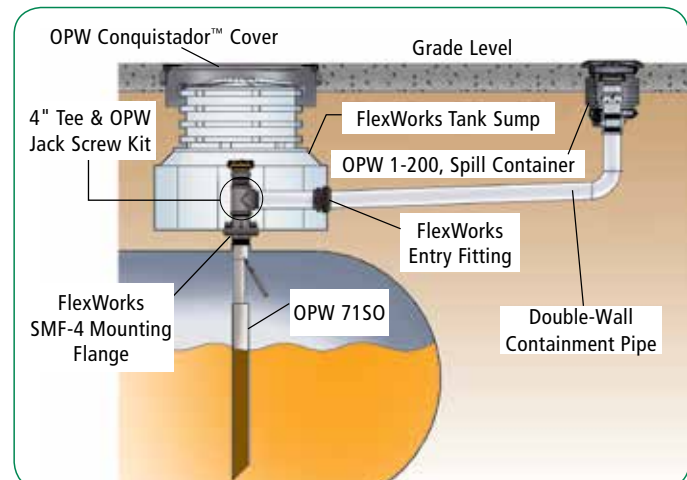 OPW Conquistador™ Cover
Grade Level
4" Tee & OPW
Jack Screw Kit
FlexWorks Tank Sump
OPW 1-200, Spill Container
FlexWorks
Entry Fitting
FlexWorks
SMF-4 Mounting
Flange
OPW 71SO
Double-Wall
Containment Pipe